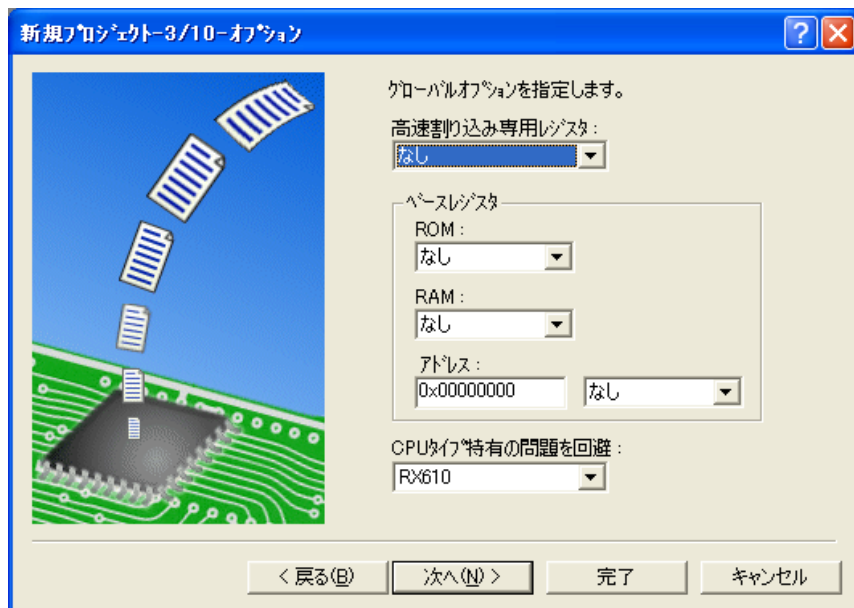 新規ﾌﾟﾛｼﾞｪｸﾄ-3/10-ｵﾌﾟｼｮﾝ
ｸﾞﾛｰﾊﾞﾙｵﾌﾟｼｮﾝを指定します。
高速割り込み専用ﾚｼﾞｽﾀ :
なし
ﾍﾞｰｽﾚｼﾞｽﾀ
ROM :
なし
RAM :
なし
ｱﾄﾞﾚｽ :
0x00000000 なし
CPUﾀｲﾌﾟ特有の問題を回避 :
RX610
< 戻る(B) 次へ(N) > 完了 キャンセル